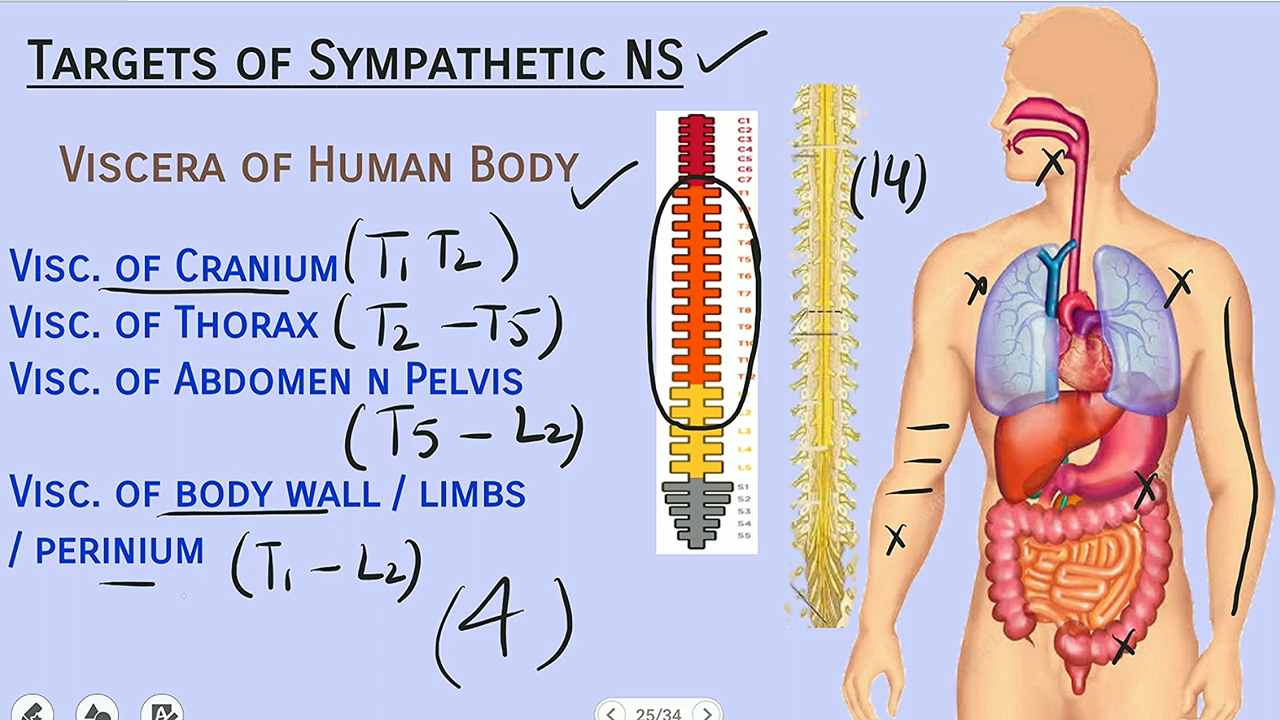 TARGETS OF SYMPATHETIC NS
VISCERA OF HUMAN BODY
VISC. OF CRANIUM (T1 T2)
VISC. OF THORAX (T2 - T5)
VISC. OF ABDOMEN N PELVIS
(T5 - L2)
VISC. OF BODY WALL / LIMBS
/ PERINIUM (T1 - L2)
(4)
C1
C2
C3
C4
C5
C6
C7
T1
T3
T4
T5
T6
T7
T8
T9
L3
L4
L5
S1
S2
S3
S4
S5
(14)
25/34